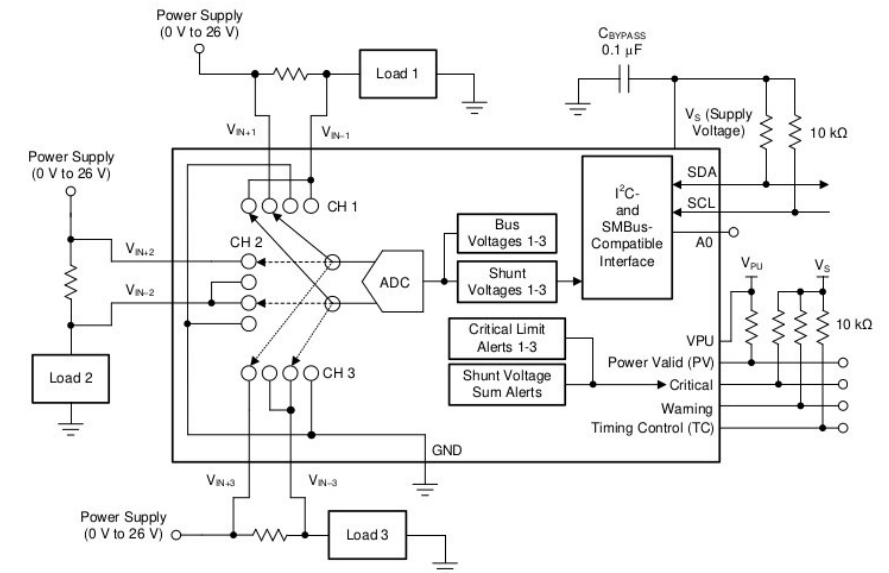 Power Supply
(0 V to 26 V)
Load 1
CBYPASS
0.1 µF
VS (Supply
Voltage)
10 kΩ
VIN+1
VIN–1
Power Supply
(0 V to 26 V)
CH 1
SDA
SCL
A0
I2C-
and
SMBus-
Compatible
Interface
Bus
Voltages 1-3
VIN+2
CH 2
ADC
Shunt
Voltages 1-3
VPU
VS
VIN–2
10 kΩ
Critical Limit
Alerts 1-3
VPU
Power Valid (PV)
Load 2
CH 3
Shunt Voltage
Sum Alerts
Critical
Warning
Timing Control (TC)
GND
VIN+3
VIN–3
Power Supply
(0 V to 26 V)
Load 3